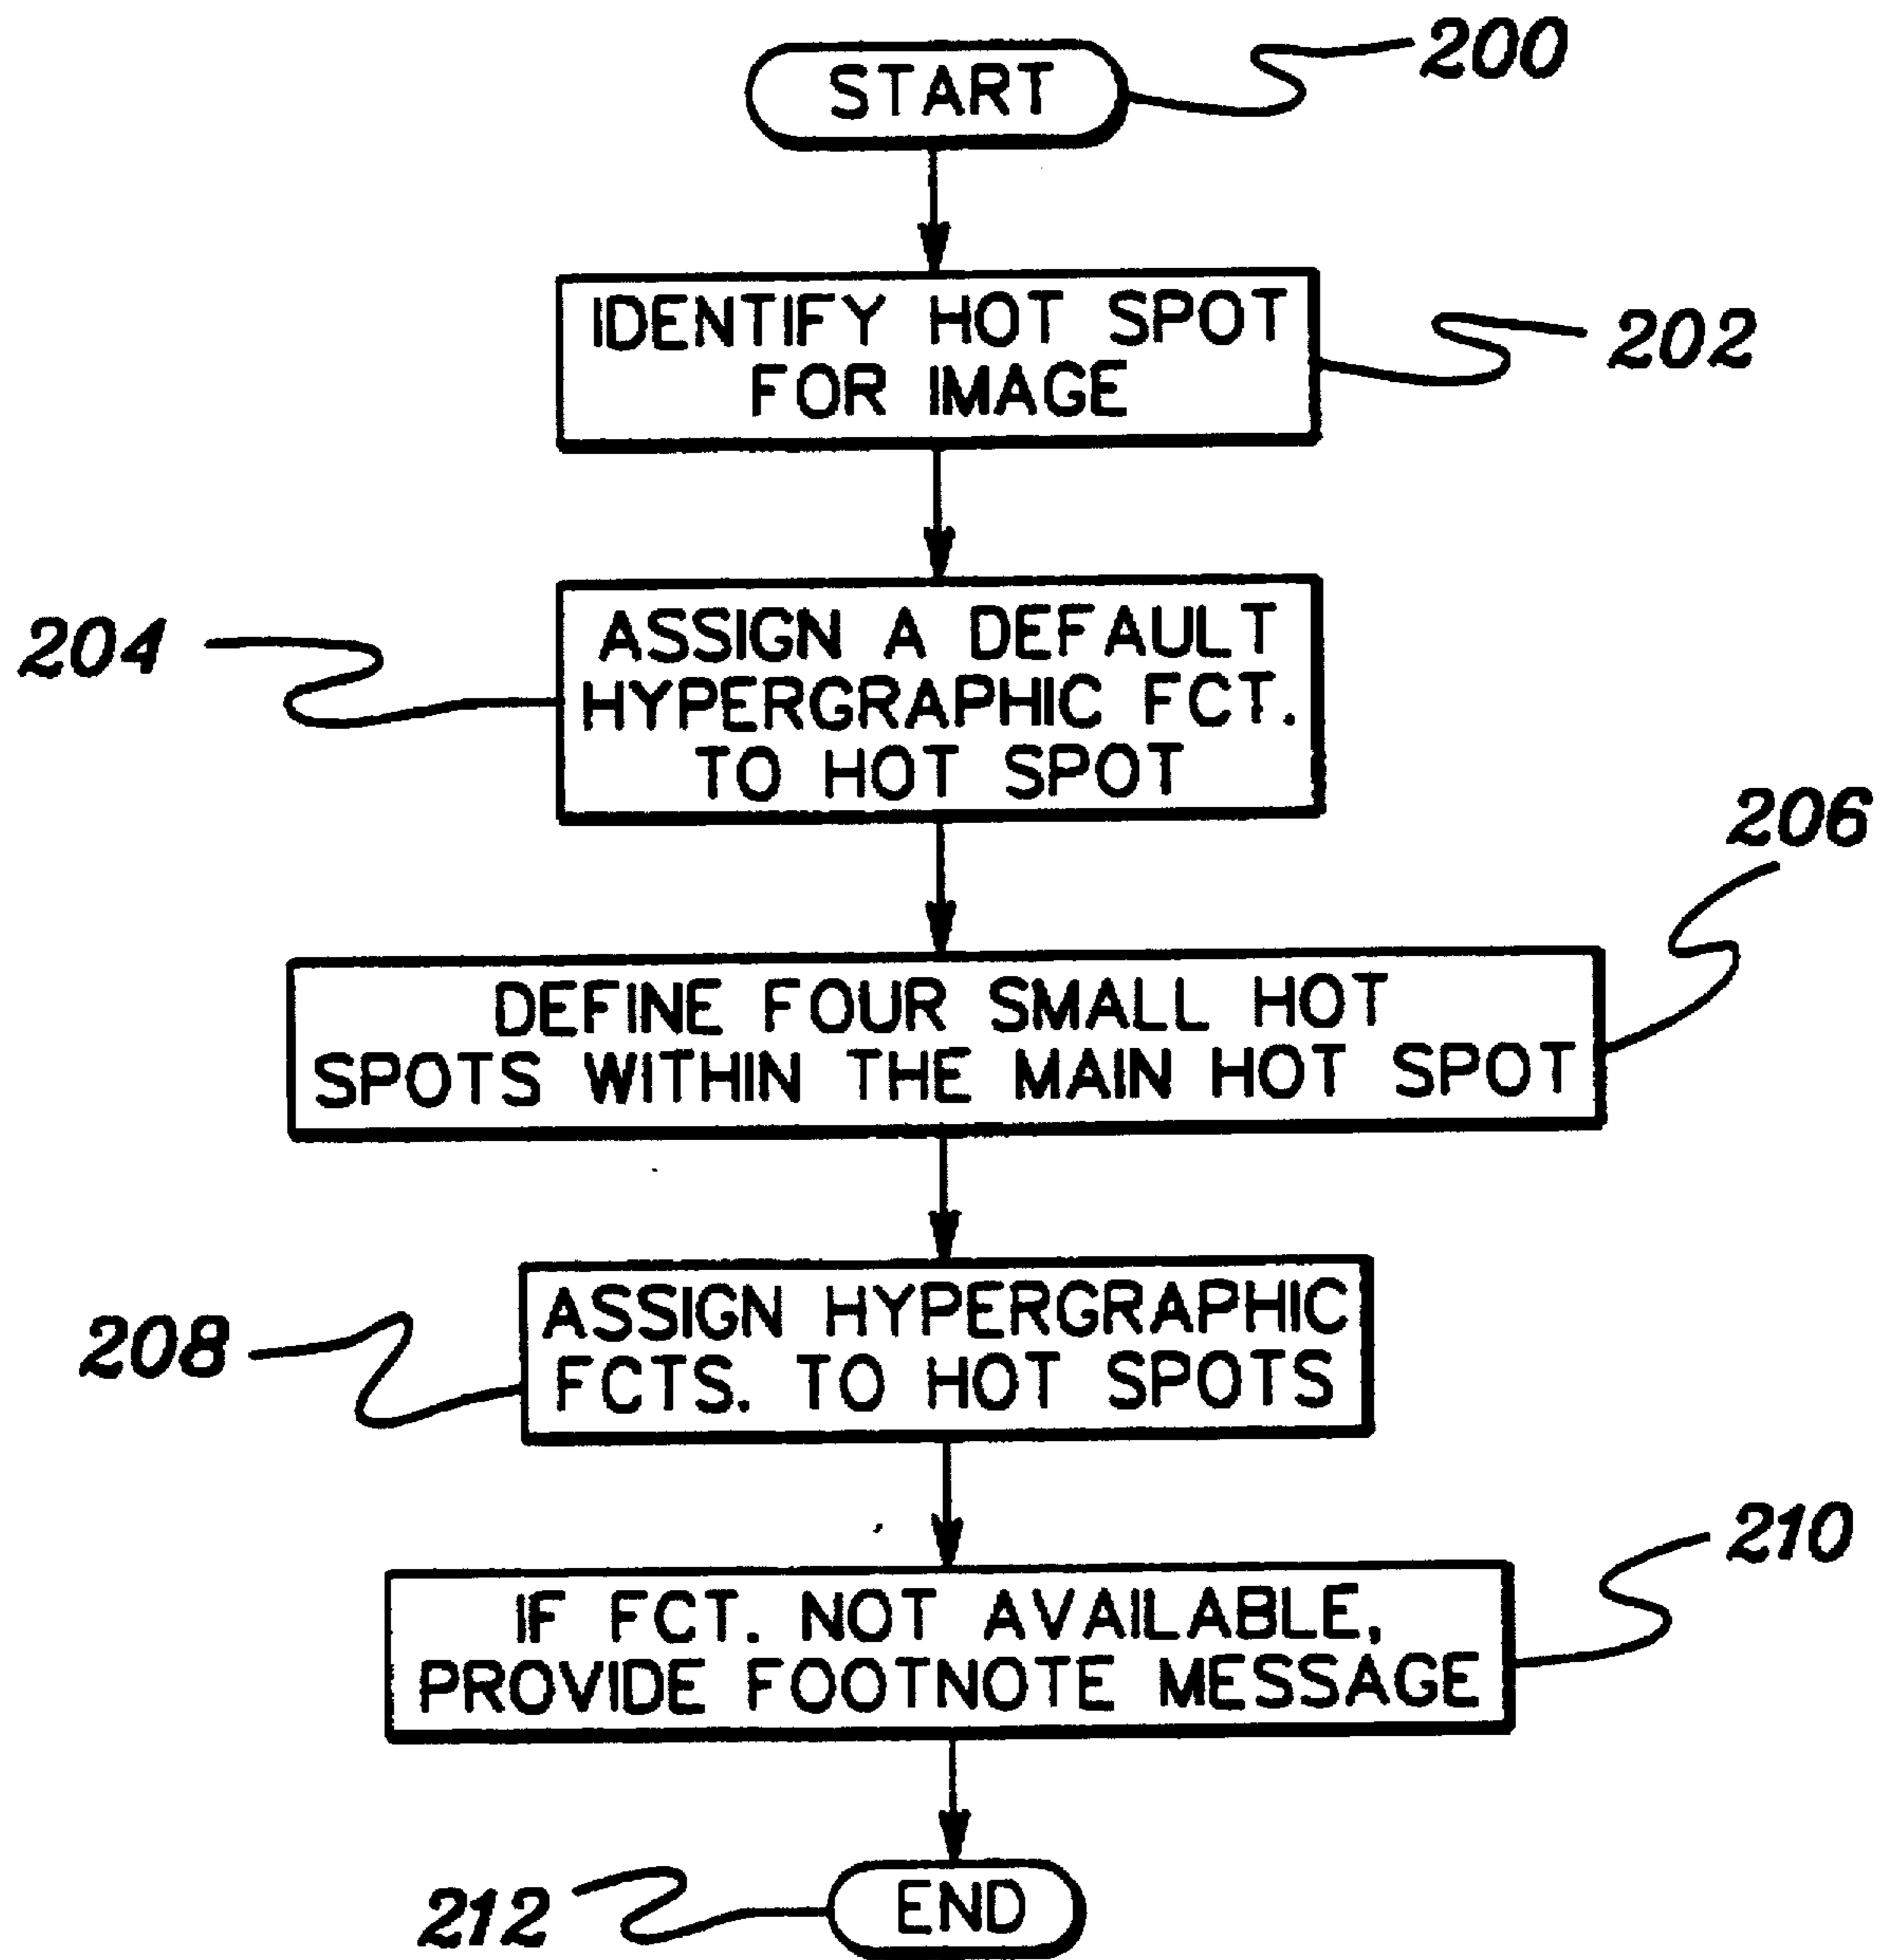 START
200
IDENTIFY HOT SPOT
FOR IMAGE
202
204
ASSIGN A DEFAULT
HYPERGRAPHIC FCT.
TO HOT SPOT
206
DEFINE FOUR SMALL HOT
SPOTS WITHIN THE MAIN HOT SPOT
208
ASSIGN HYPERGRAPHIC
FCTS. TO HOT SPOTS
210
IF FCT. NOT AVAILABLE,
PROVIDE FOOTNOTE MESSAGE
212
END